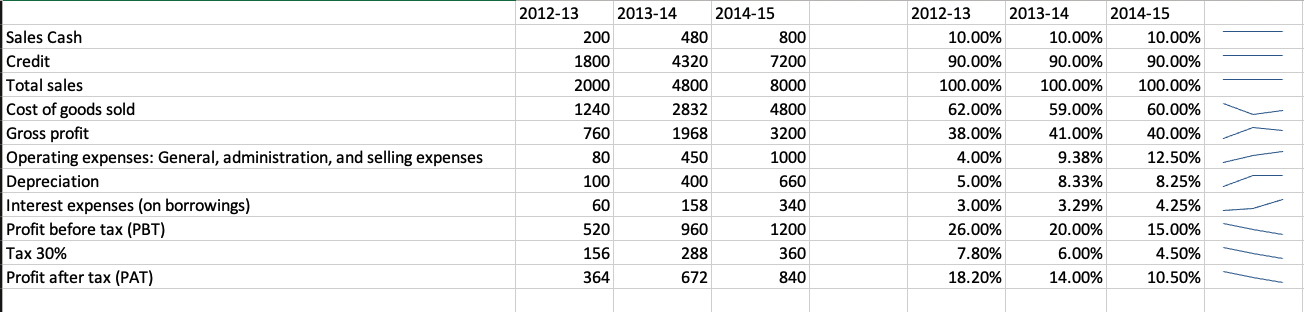 2012-13 2013-14 2014-15 2012-13 2013-14 2014-15
Sales Cash 200 480 800 10.00% 10.00% 10.00%
Credit 1800 4320 7200 90.00% 90.00% 90.00%
Total sales 2000 4800 8000 100.00% 100.00% 100.00%
Cost of goods sold 1240 2832 4800 62.00% 59.00% 60.00%
Gross profit 760 1968 3200 38.00% 41.00% 40.00%
Operating expenses: General, administration, and selling expenses 80 450 1000 4.00% 9.38% 12.50%
Depreciation 100 400 660 5.00% 8.33% 8.25%
Interest expenses (on borrowings) 60 158 340 3.00% 3.29% 4.25%
Profit before tax (PBT) 520 960 1200 26.00% 20.00% 15.00%
Tax 30% 156 288 360 7.80% 6.00% 4.50%
Profit after tax (PAT) 364 672 840 18.20% 14.00% 10.50%